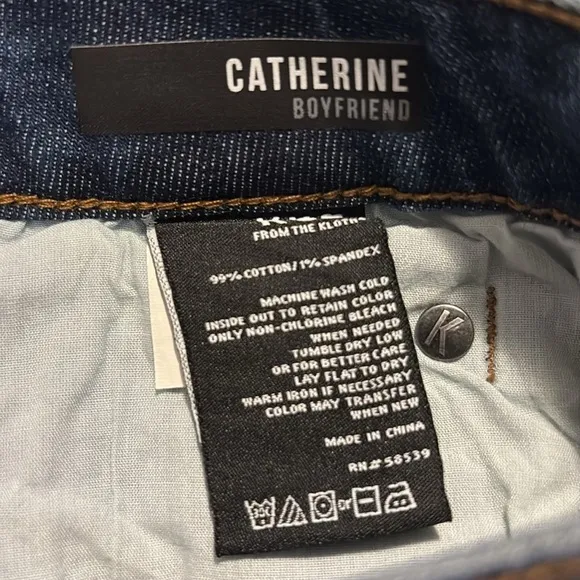 CATHERINE
BOYFRIEND
FROM THE KLOTH
99% COTTON/1% SPANDEX
MACHINE WASH COLD
INSIDE OUT TO RETAIN COLOR
ONLY NON-CHLORINE BLEACH
WHEN NEEDED
TUMBLE DRY LOW
OR FOR BETTER CARE
LAY FLAT TO DRY
WARM IRON IF NECESSARY
COLOR MAY TRANSFER
WHEN NEW
MADE IN CHINA
RN# 58539
or
K